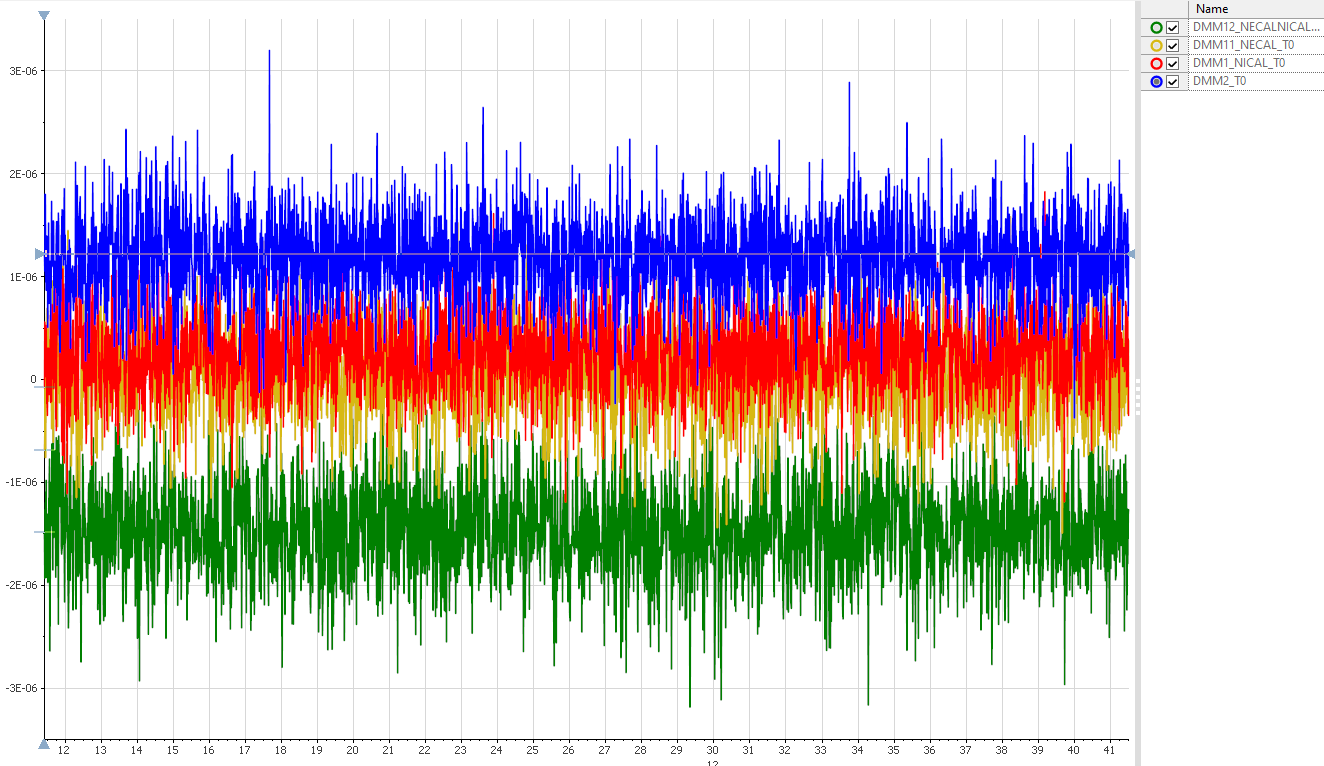 Name
DMM12_NECALNICAL...
DMM11_NECAL_T0
DMM1_NICAL_T0
DMM2_T0
3E-06
2E-06
1E-06
0
-1E-06
-2E-06
-3E-06
12 13 14 15 16 17 18 19 20 21 22 23 24 25 26 27 28 29 30 31 32 33 34 35 36 37 38 39 40 41
12